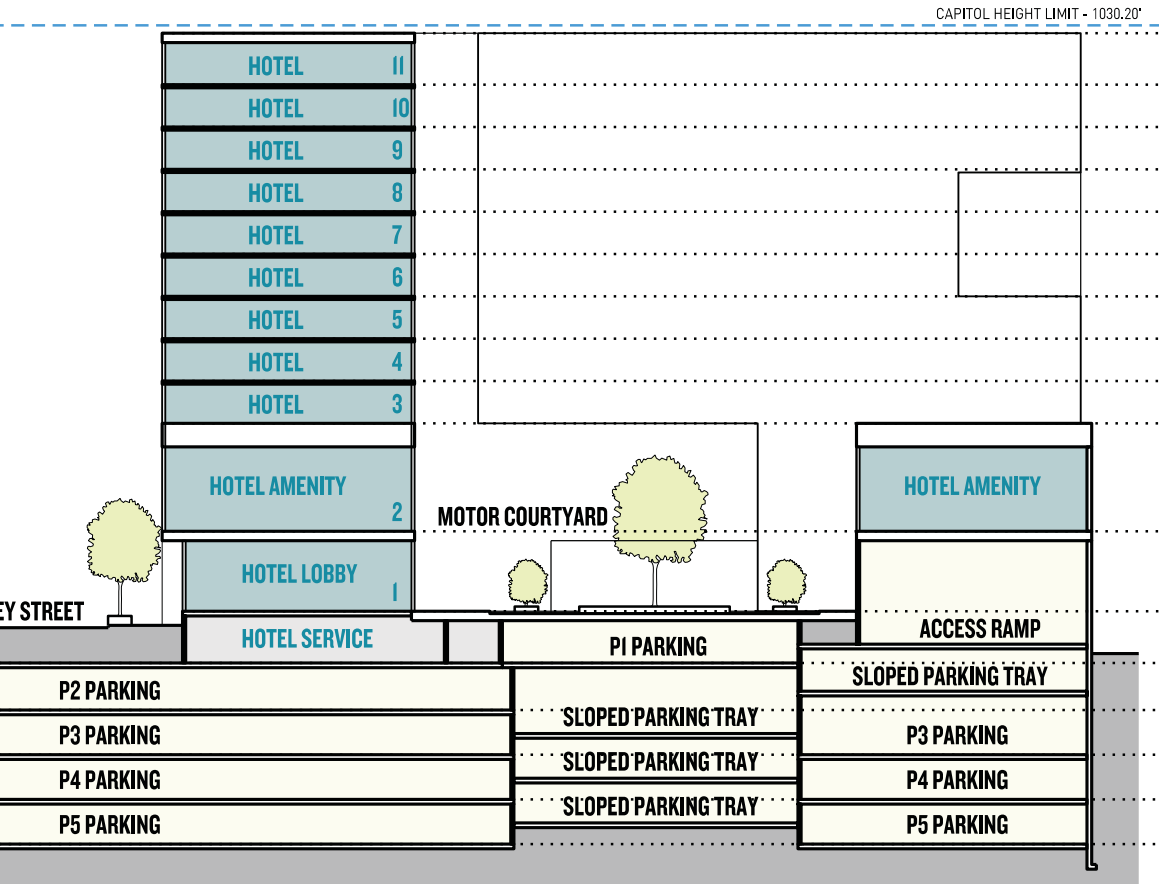 CAPITOL HEIGHT LIMIT - 1030.20'
HOTEL 11
HOTEL 10
HOTEL 9
HOTEL 8
HOTEL 7
HOTEL 6
HOTEL 5
HOTEL 4
HOTEL 3
HOTEL AMENITY
2
HOTEL AMENITY
MOTOR COURTYARD
HOTEL LOBBY
1
EY STREET
HOTEL SERVICE
P1 PARKING
ACCESS RAMP
SLOPED PARKING TRAY
P2 PARKING
SLOPED PARKING TRAY
P3 PARKING
P3 PARKING
SLOPED PARKING TRAY
P4 PARKING
P4 PARKING
SLOPED PARKING TRAY
P5 PARKING
P5 PARKING